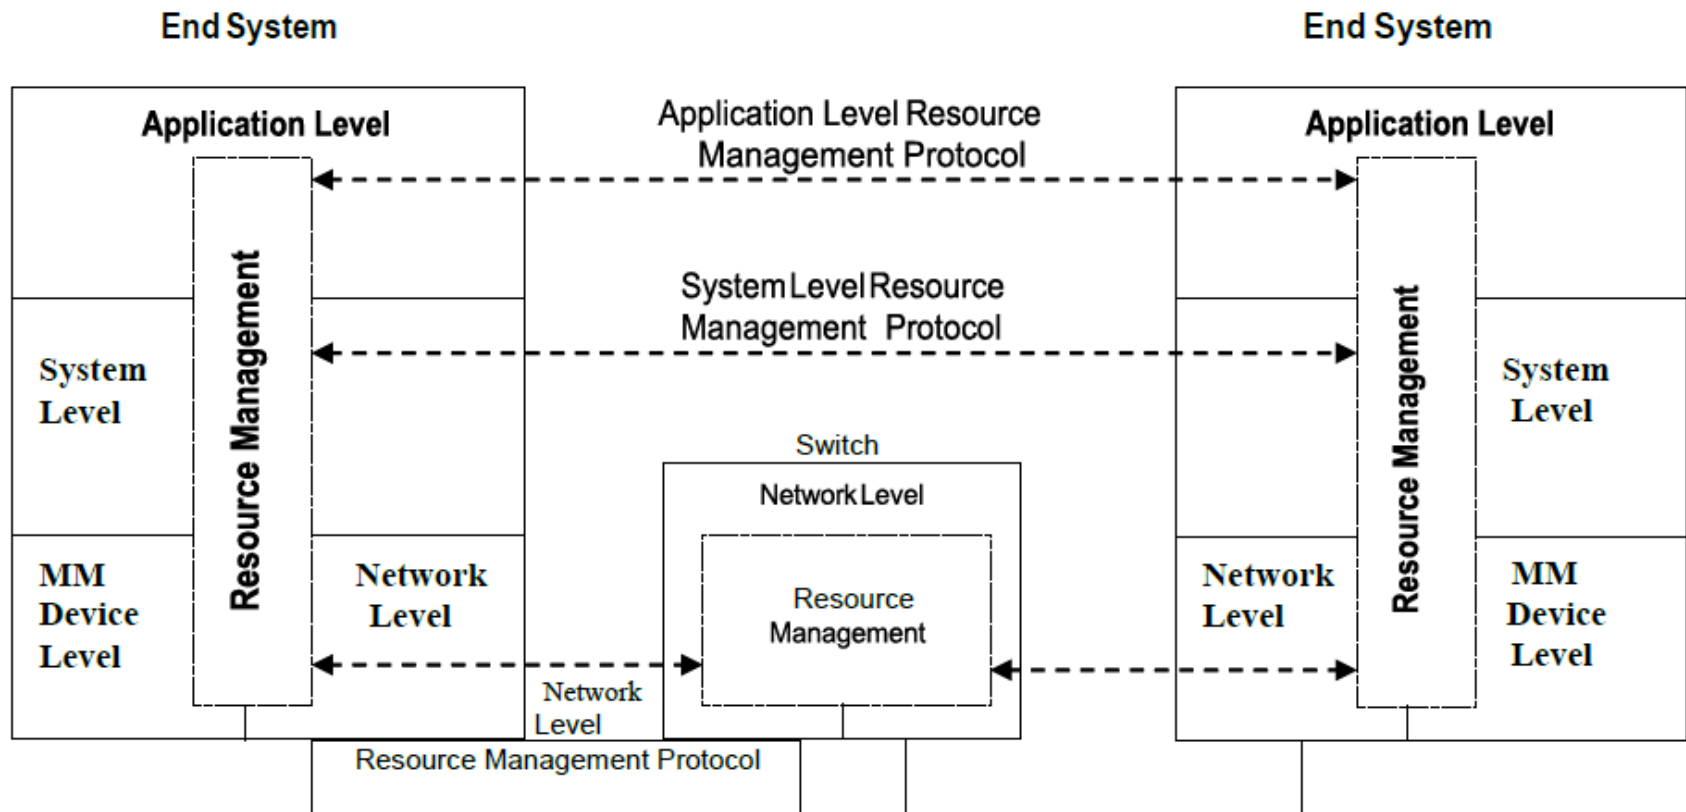 End System
End System
Application Level
Application Level Resource
Management Protocol
Application Level
Resource Management
System Level Resource
Management Protocol
Resource Management
System
Level
System
Level
Switch
Network Level
MM
Device
Level
Network
Level
Resource
Management
Network
Level
MM
Device
Level
Network
Level
Resource Management Protocol